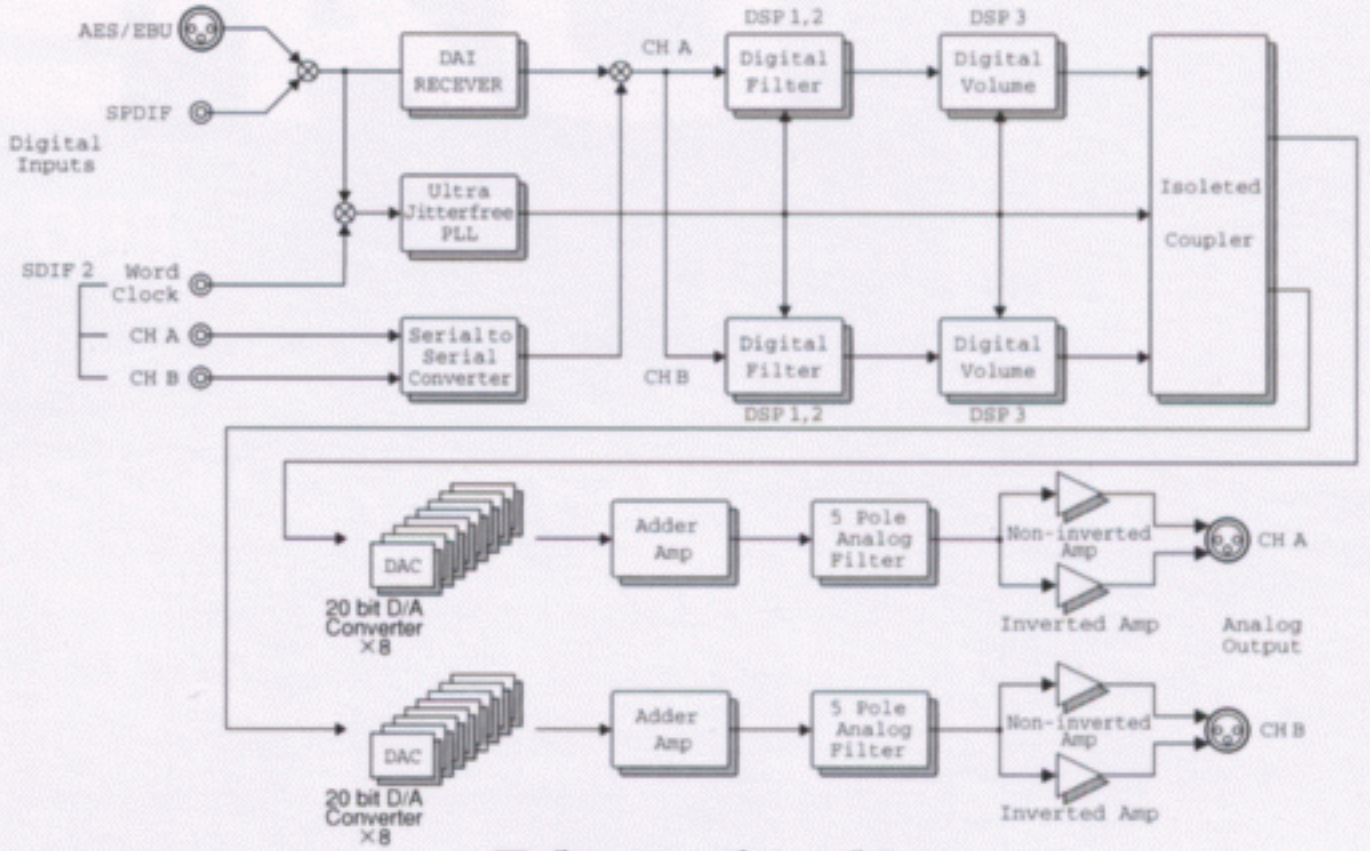 AES/EBU
SPDIF
Digital
Inputs
SDIF 2
Word
Clock
CH A
CH B
DAI
RECEVER
Ultra
Jitterfree
PLL
Serial to
Serial
Converter
CH A
CH B
DSP 1,2
Digital
Filter
DSP 3
Digital
Volume
Digital
Filter
DSP 1,2
Digital
Volume
DSP 3
Isoleted
Coupler
DAC
20 bit D/A
Converter
×8
Adder
Amp
5 Pole
Analog
Filter
Non-inverted
Amp
Inverted Amp
CH A
Analog
Output
DAC
20 bit D/A
Converter
×8
Adder
Amp
5 Pole
Analog
Filter
Non-inverted
Amp
Inverted Amp
CH B